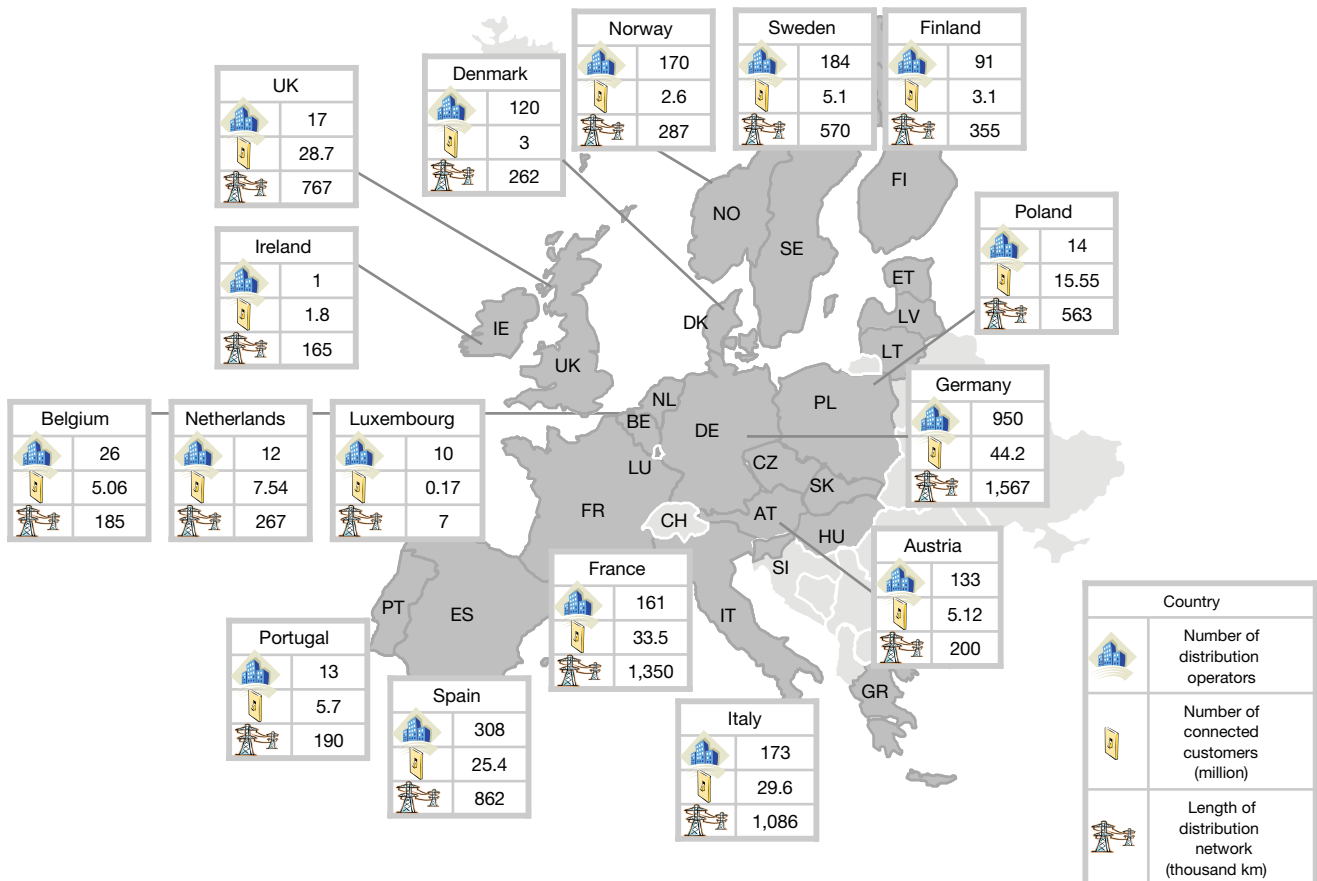 Norway
170
2.6
287
Sweden
184
5.1
570
Finland
91
3.1
355
UK
17
28.7
767
Denmark
120
3
262
Ireland
1
1.8
165
Poland
14
15.55
563
Belgium
26
5.06
185
Netherlands
12
7.54
267
Luxembourg
10
0.17
7
Germany
950
44.2
1,567
Austria
133
5.12
200
France
161
33.5
1,350
Portugal
13
5.7
190
Spain
308
25.4
862
Italy
173
29.6
1,086
FI
NO
SE
ET
LV
LT
DK
IE
UK
NL
BE
DE
PL
LU
CZ
SK
FR
CH
AT
HU
SI
PT
ES
IT
GR
Country
Number of
distribution
operators
Number of
connected
customers
(million)
Length of
distribution
network
(thousand km)